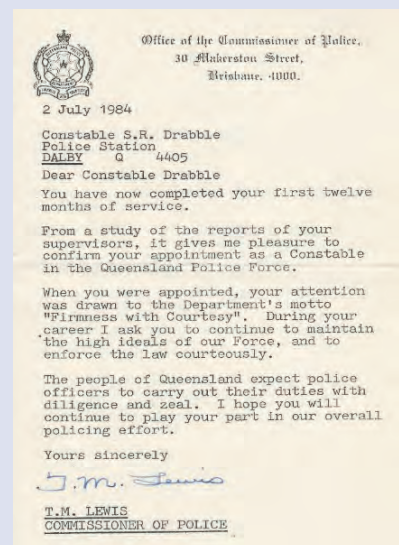 Office of the Commissioner of Police,
30 Makerston Street,
Brisbane. 4000.
2 July 1984
Constable S.R. Drabble
Police Station
DALBY Q 4405
Dear Constable Drabble
You have now completed your first twelve
months of service.
From a study of the reports of your
supervisors, it gives me pleasure to
confirm your appointment as a Constable
in the Queensland Police Force.
When you were appointed, your attention
was drawn to the Department's motto
"Firmness with Courtesy". During your
career I ask you to continue to maintain
the high ideals of our Force, and to
enforce the law courteously.
The people of Queensland expect police
officers to carry out their duties with
diligence and zeal. I hope you will
continue to play your part in our overall
policing effort.
Yours sincerely
T.M. Lewis
T.M. LEWIS
COMMISSIONER OF POLICE